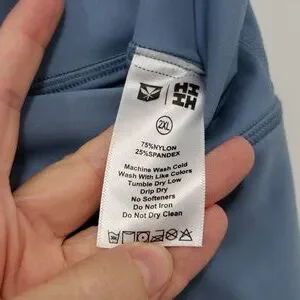 2XL
75%NYLON
25%SPANDEX
Machine Wash Cold
Wash With Like Colors
Tumble Dry Low
Drip Dry
No Softeners
Do Not Iron
Do Not Dry Clean